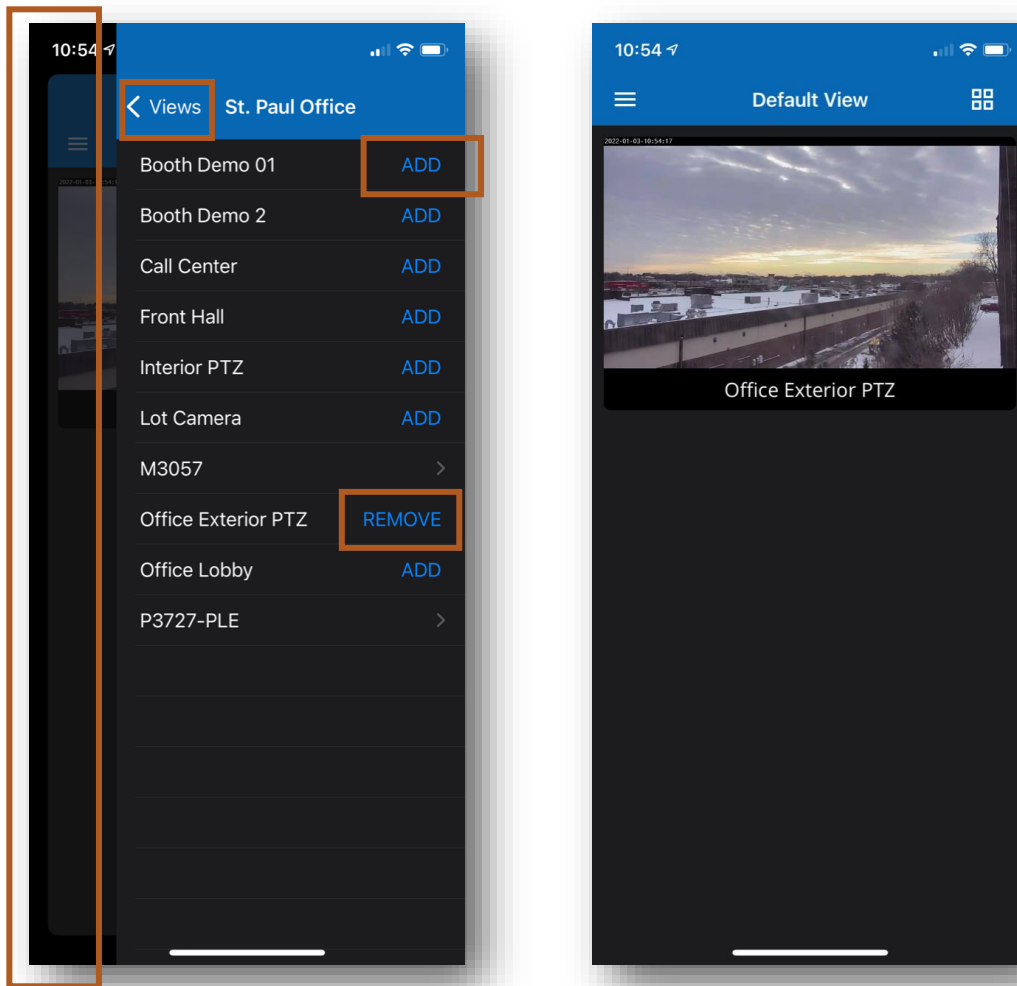 10:54
Views St. Paul Office
Booth Demo 01 ADD
Booth Demo 2 ADD
Call Center ADD
Front Hall ADD
Interior PTZ ADD
Lot Camera ADD
M3057
Office Exterior PTZ REMOVE
Office Lobby ADD
P3727-PLE
10:54
Default View
2022-01-03-10:54:17
Office Exterior PTZ